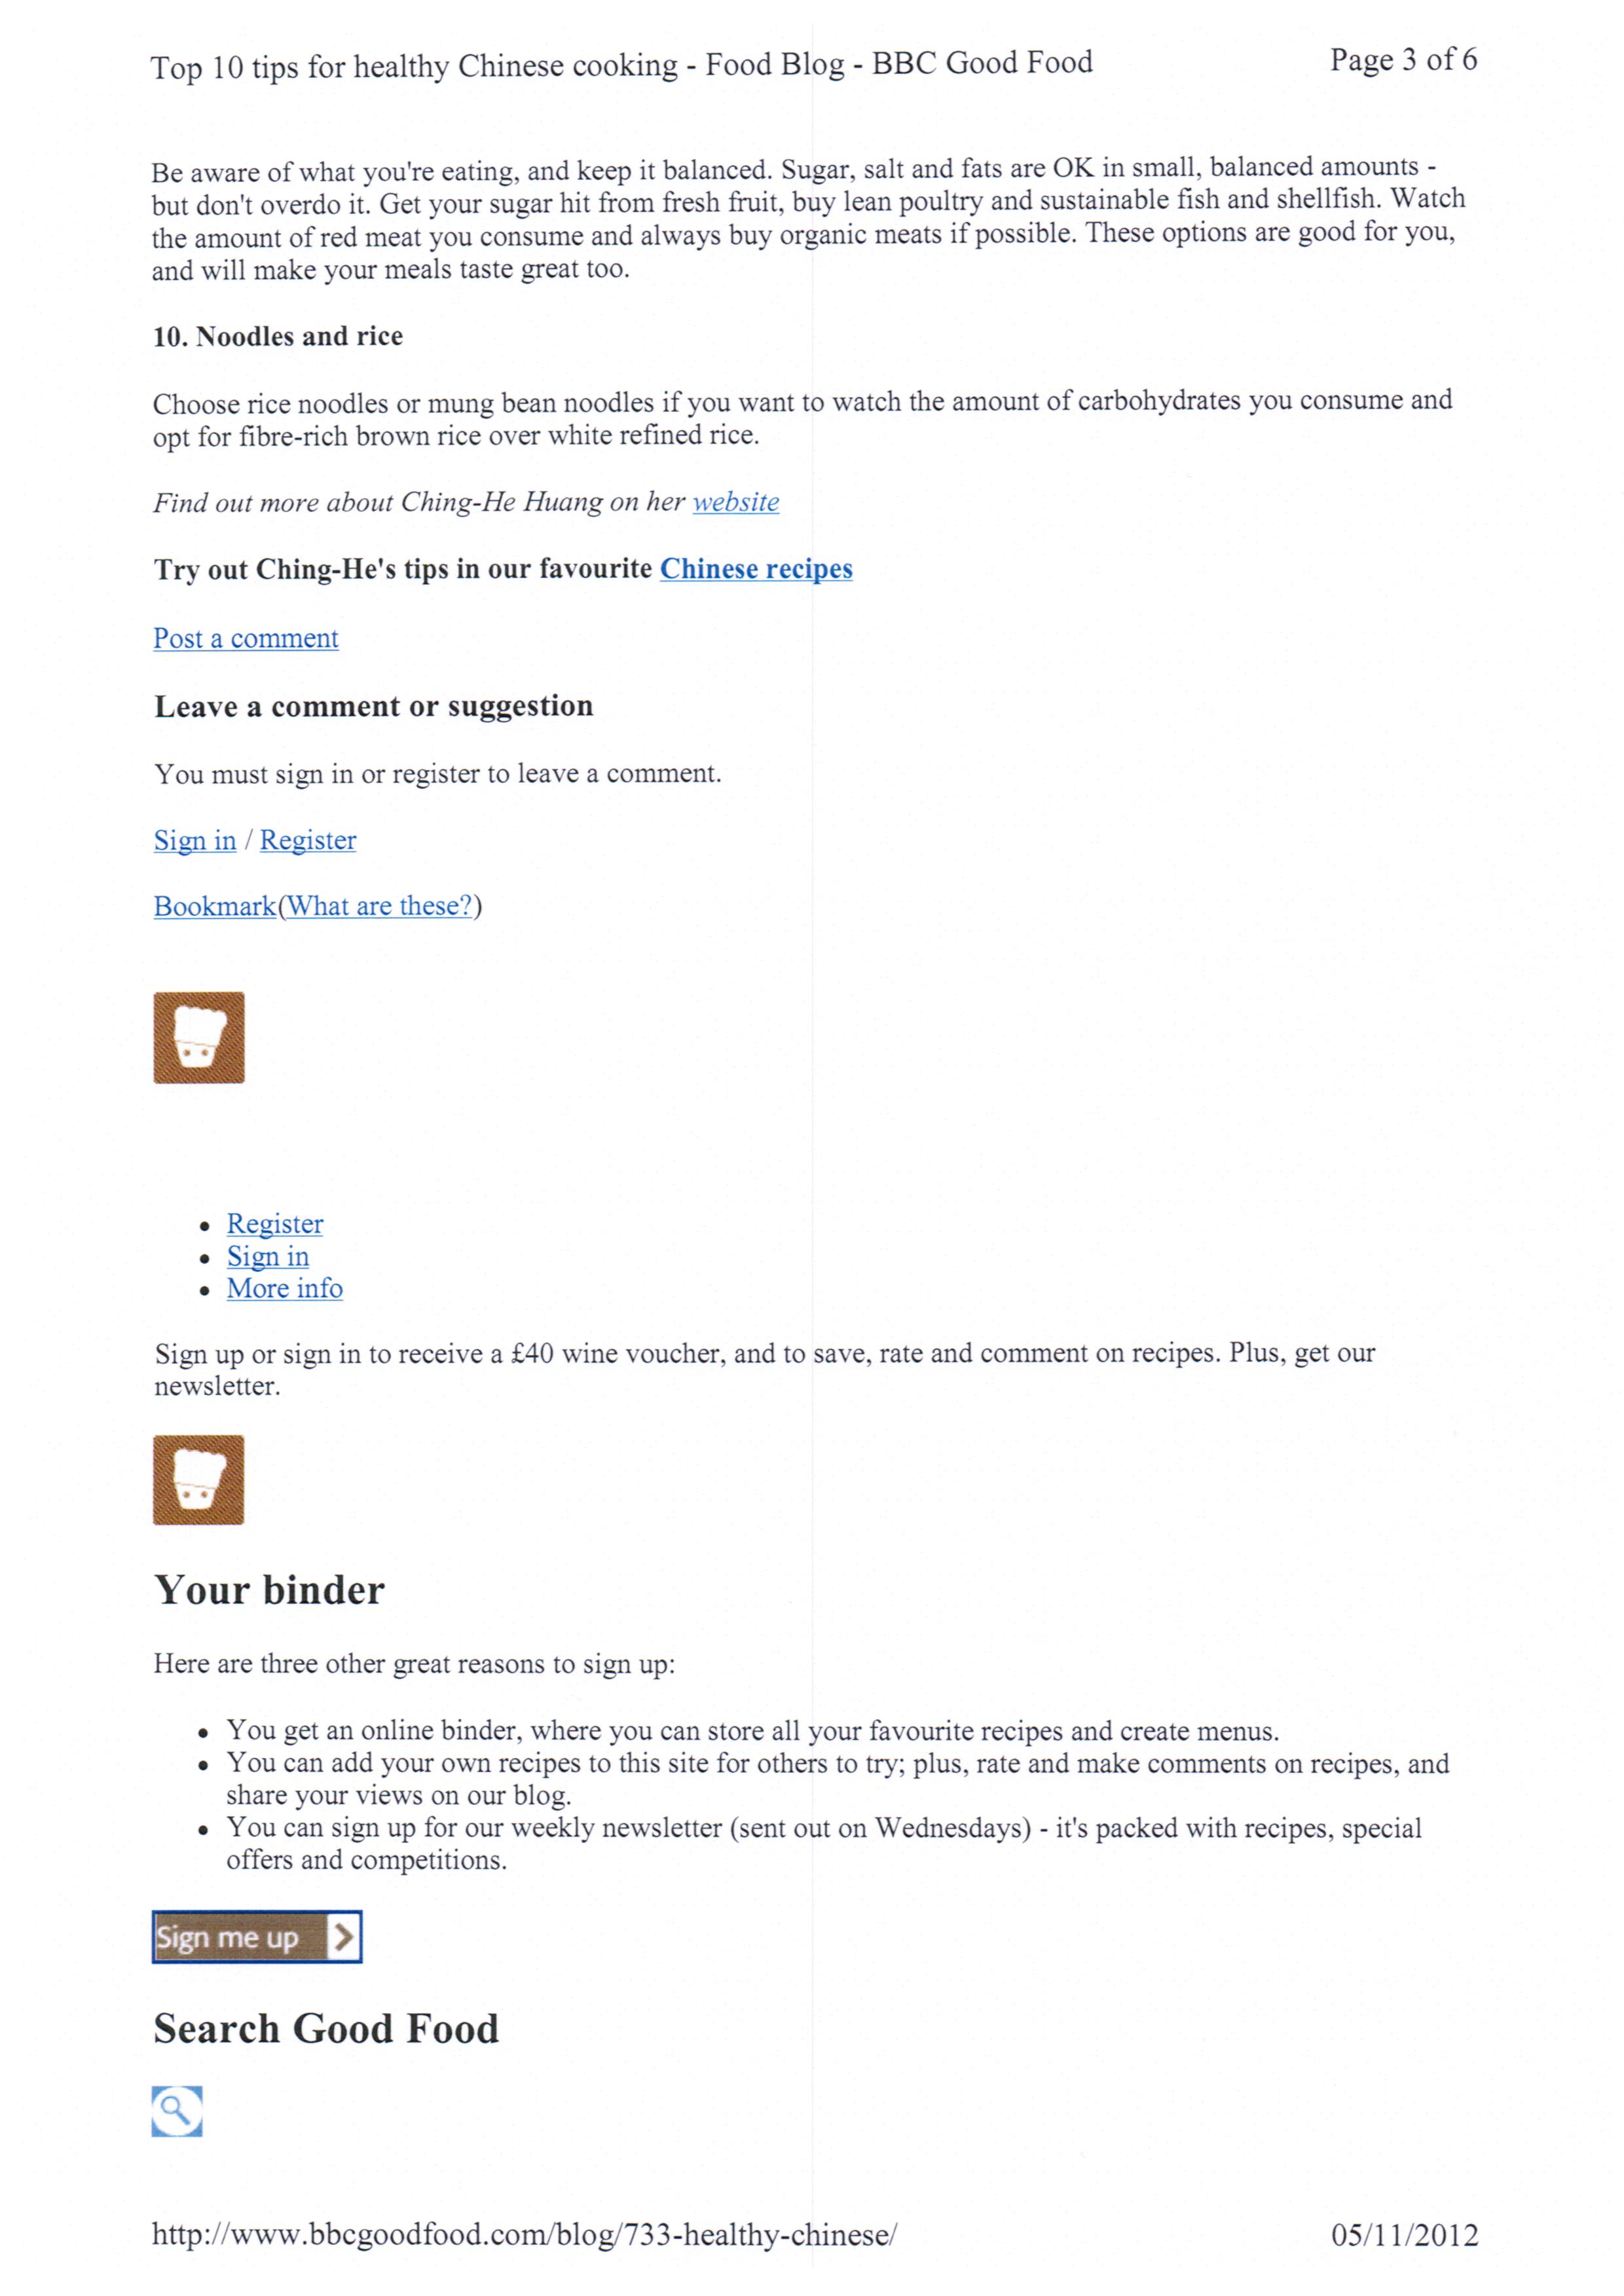 Top 10 tips for healthy Chinese cooking - Food Blog - BBC Good Food
Page 3 of 6
Be aware of what you're eating, and keep it balanced. Sugar, salt and fats are OK in small, balanced amounts -
but don't overdo it. Get your sugar hit from fresh fruit, buy lean poultry and sustainable fish and shellfish. Watch
the amount of red meat you consume and always buy organic meats if possible. These options are good for you,
and will make your meals taste great too.
10. Noodles and rice
Choose rice noodles or mung bean noodles if you want to watch the amount of carbohydrates you consume and
opt for fibre-rich brown rice over white refined rice.
Find out more about Ching-He Huang on her website
Try out Ching-He's tips in our favourite Chinese recipes
Post a comment
Leave a comment or suggestion
You must sign in or register to leave a comment.
Sign in / Register
Bookmark(What are these?)
• Register
• Sign in
• More info
Sign up or sign in to receive a £40 wine voucher, and to save, rate and comment on recipes. Plus, get our
newsletter.
Your binder
Here are three other great reasons to sign up:
• You get an online binder, where you can store all your favourite recipes and create menus.
• You can add your own recipes to this site for others to try; plus, rate and make comments on recipes, and
share your views on our blog.
• You can sign up for our weekly newsletter (sent out on Wednesdays) - it's packed with recipes, special
offers and competitions.
Sign me up
Search Good Food
http://www.bbcgoodfood.com/blog/733-healthy-chinese/
05/11/2012